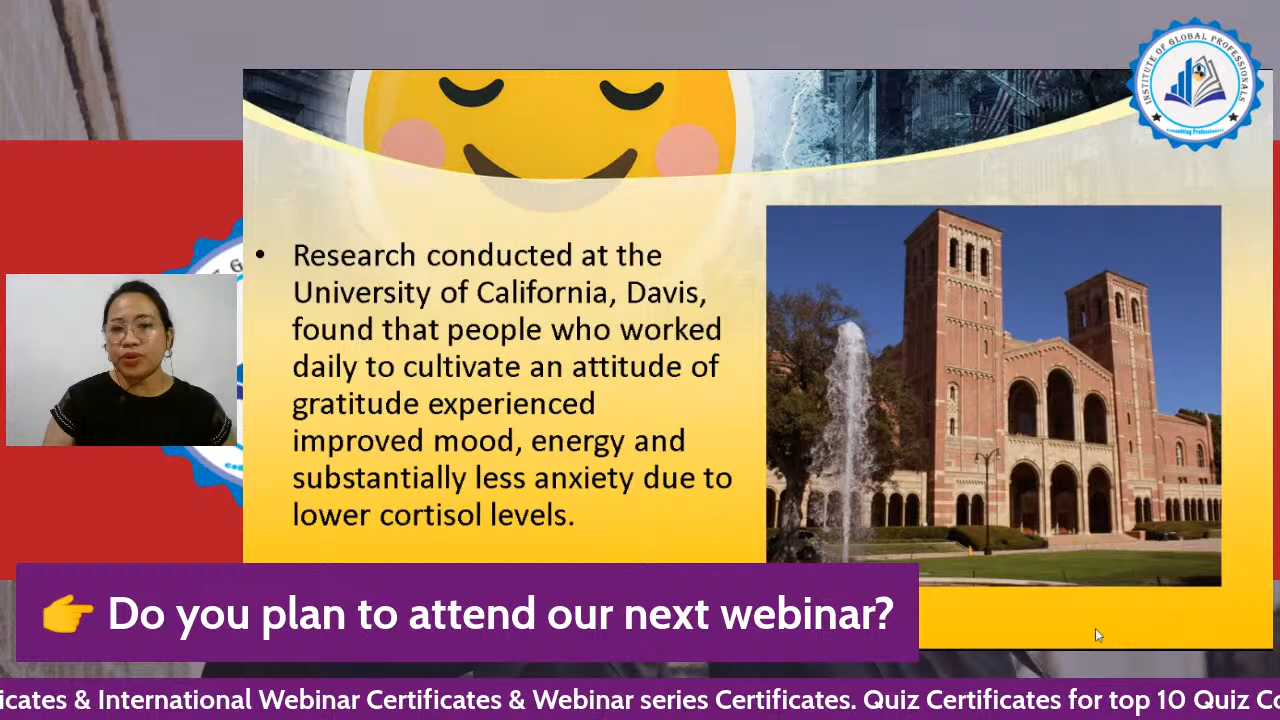 INSTITUTE OF GLOBAL PROFESSIONALS
Consulting Professionals
• Research conducted at the
University of California, Davis,
found that people who worked
daily to cultivate an attitude of
gratitude experienced
improved mood, energy and
substantially less anxiety due to
lower cortisol levels.
👉 Do you plan to attend our next webinar?
icates & International Webinar Certificates & Webinar series Certificates. Quiz Certificates for top 10 Quiz Co